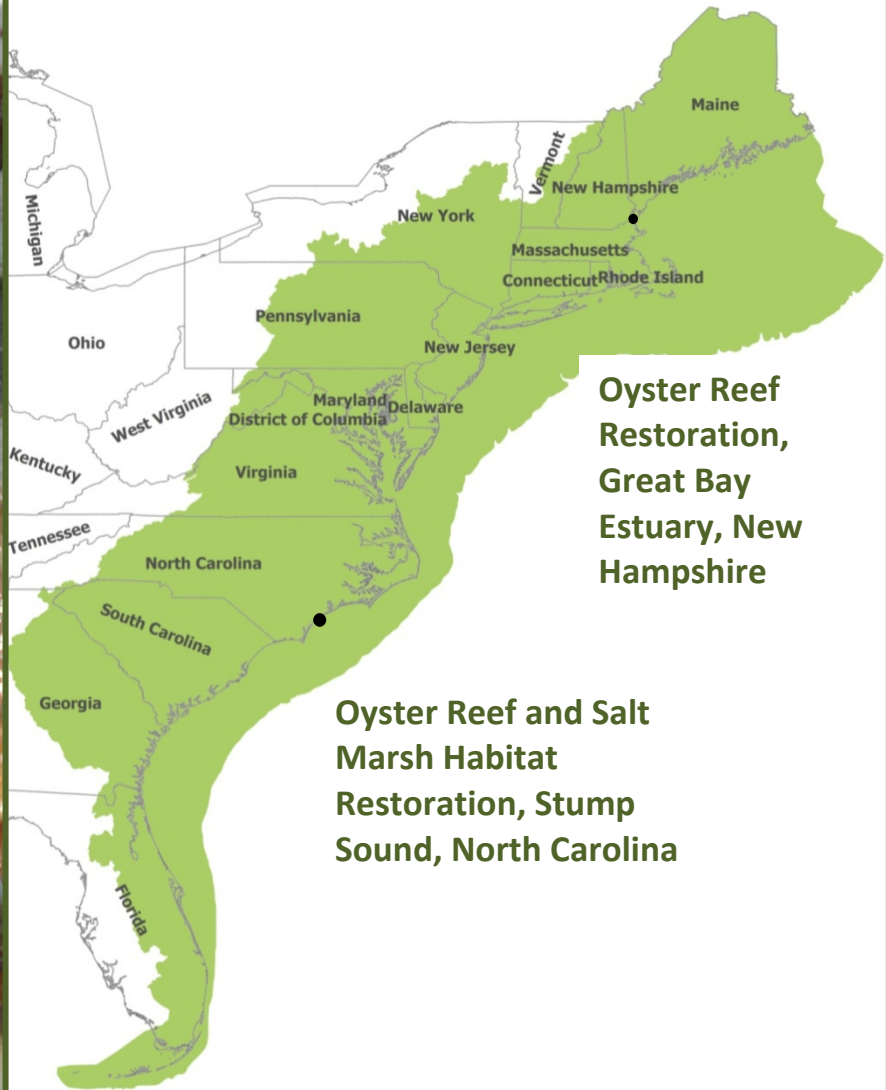 Maine
Vermont
New Hampshire
Michigan
New York
Massachusetts
Connecticut
Rhode Island
Pennsylvania
Ohio
New Jersey
Maryland
Delaware
West Virginia
District of Columbia
Oyster Reef
Restoration,
Great Bay
Estuary, New
Hampshire
Kentucky
Virginia
Tennessee
North Carolina
South Carolina
Georgia
Oyster Reef and Salt
Marsh Habitat
Restoration, Stump
Sound, North Carolina
Florida